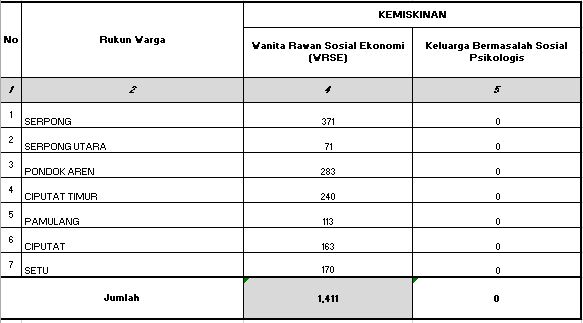 KEMISKINAN
No Rukun Warga Wanita Rawan Sosial Ekonomi (WRSE) Keluarga Bermasalah Sosial Psikologis
1 2 4 5
1 SERPONG 371 0
2 SERPONG UTARA 71 0
3 PONDOK AREN 283 0
4 CIPUTAT TIMUR 240 0
5 PAMULANG 113 0
6 CIPUTAT 163 0
7 SETU 170 0
Jumlah 1,411 0